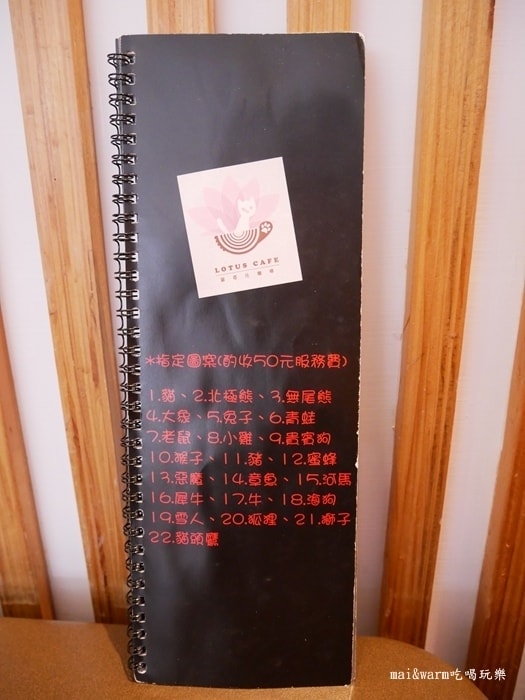 LOTUS CAFE
*指定圖案(酌收50元服務費)
1.貓、2.北極熊、3.無尾熊
4.大象、5.兔子、6.青蛙
7.老鼠、8.小雞、9.貴賓狗
10.猴子、11.豬、12.蜜蜂
13.惡魔、14.章魚、15.河馬
16.犀牛、17.牛、18.海狗
19.雪人、20.狐狸、21.獅子
22.貓頭鷹
mai&warm吃喝玩樂